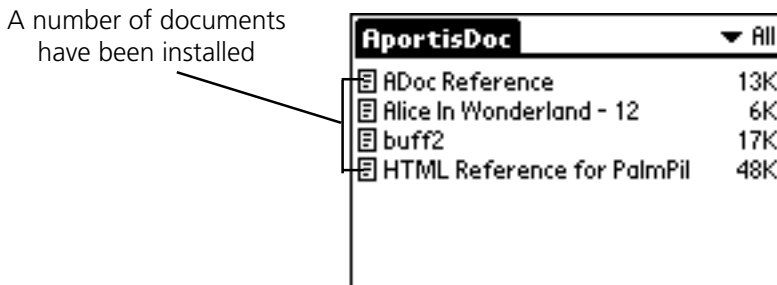 A number of documents
have been installed
AportisDoc All
ADoc Reference 13K
Alice In Wonderland - 12 6K
buff2 17K
HTML Reference for PalmPil 48K